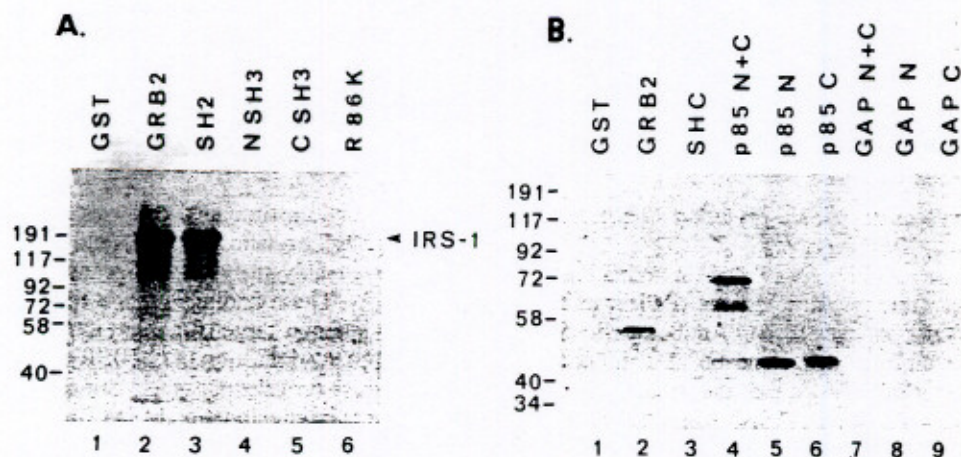 A.
GST
GRB2
SH2
NSH3
CSH3
R86K
191-
117-
92-
72-
58-
40-
◄ IRS-1
1 2 3 4 5 6
B.
GST
GRB2
SHC
p85 N+C
p85 N
p85 C
GAP N+C
GAP N
GAP C
191-
117-
92-
72-
58-
40-
34-
1 2 3 4 5 6 7 8 9